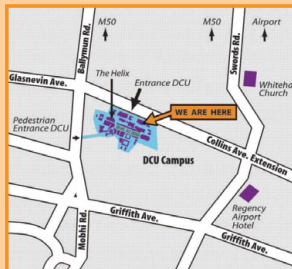 M50
M50
Airport
Ballymun Rd.
Swords Rd.
Glasnevin Ave.
The Helix
Entrance DCU
Whiteha
Church
WE ARE HERE
Pedestrian
Entrance DCU
Collins Ave. Extension
DCU Campus
Griffith Ave.
Mobhi Rd.
Regency
Airport
Hotel
Griffith Ave.